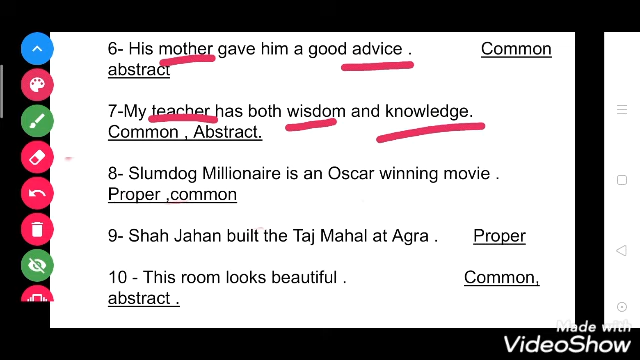 6- His mother gave him a good advice . Common
abstract
7-My teacher has both wisdom and knowledge.
Common , Abstract.
8- Slumdog Millionaire is an Oscar winning movie .
Proper ,common
9- Shah Jahan built the Taj Mahal at Agra . Proper
10 - This room looks beautiful . Common,
abstract .
Made with
VideoShow